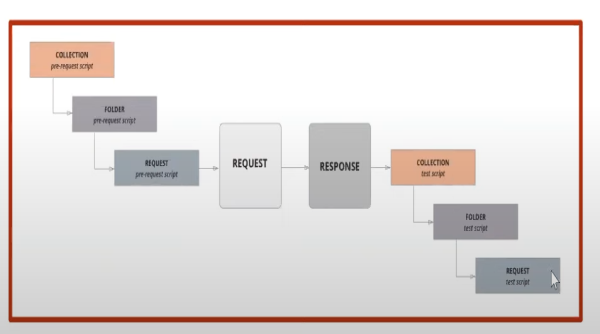 COLLECTION
pre-request script
FOLDER
pre-request script
REQUEST
pre-request script
REQUEST
RESPONSE
COLLECTION
test script
FOLDER
test script
REQUEST
test script